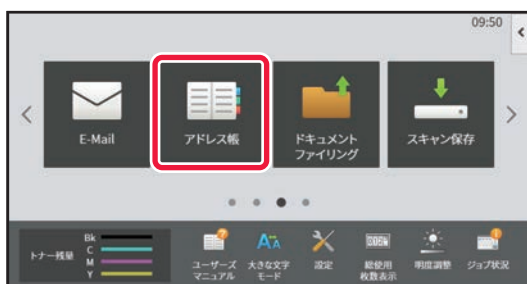 09:50
E-Mail
アドレス帳
ドキュメント
ファイリング
スキャン保存
トナー残量
Bk
C
M
Y
ユーザーズ
マニュアル
大きな文字
モード
設定
総使用
枚数表示
明度調整
ジョブ状況